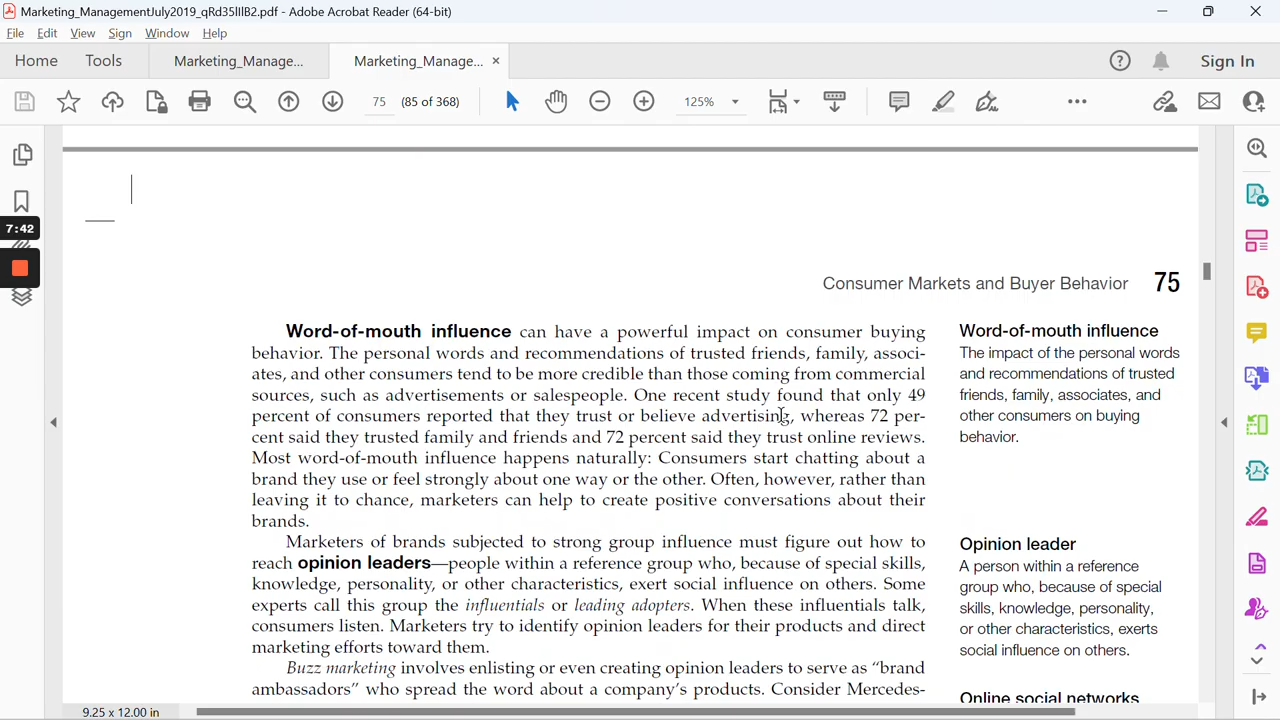 Marketing_ManagementJuly2019_qRd35IIIB2.pdf - Adobe Acrobat Reader (64-bit)
File Edit View Sign Window Help
Home Tools Marketing_Manage... Marketing_Manage... × Sign In
75 (85 of 368) 125%
7:42
Consumer Markets and Buyer Behavior 75
Word-of-mouth influence can have a powerful impact on consumer buying
behavior. The personal words and recommendations of trusted friends, family, associ-
ates, and other consumers tend to be more credible than those coming from commercial
sources, such as advertisements or salespeople. One recent study found that only 49
percent of consumers reported that they trust or believe advertising, whereas 72 per-
cent said they trusted family and friends and 72 percent said they trust online reviews.
Most word-of-mouth influence happens naturally: Consumers start chatting about a
brand they use or feel strongly about one way or the other. Often, however, rather than
leaving it to chance, marketers can help to create positive conversations about their
brands.
Marketers of brands subjected to strong group influence must figure out how to
reach opinion leaders—people within a reference group who, because of special skills,
knowledge, personality, or other characteristics, exert social influence on others. Some
experts call this group the influentials or leading adopters. When these influentials talk,
consumers listen. Marketers try to identify opinion leaders for their products and direct
marketing efforts toward them.
Buzz marketing involves enlisting or even creating opinion leaders to serve as “brand
ambassadors” who spread the word about a company’s products. Consider Mercedes-
Word-of-mouth influence
The impact of the personal words
and recommendations of trusted
friends, family, associates, and
other consumers on buying
behavior.
Opinion leader
A person within a reference
group who, because of special
skills, knowledge, personality,
or other characteristics, exerts
social influence on others.
Online social networks
9.25 x 12.00 in